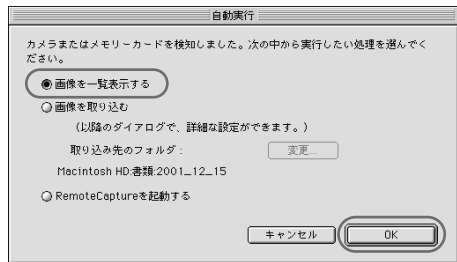 自動実行
カメラまたはメモリーカードを検知しました。次の中から実行したい処理を選んでく
ださい。
画像を一覧表示する
画像を取り込む
(以降のダイアログで、詳細な設定ができます。)
取り込み先のフォルダ:
変更...
Macintosh HD:書類:2001_12_15
RemoteCaptureを起動する
キャンセル
OK